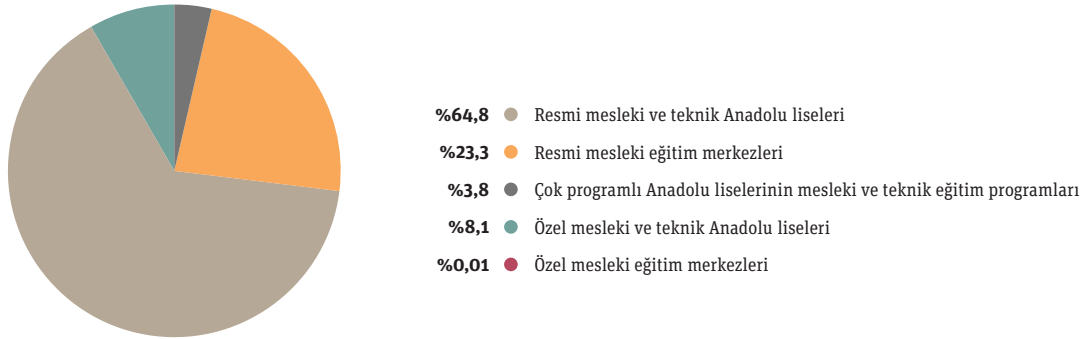 %64,8 Resmi mesleki ve teknik Anadolu liseleri
%23,3 Resmi mesleki eğitim merkezleri
%3,8 Çok programlı Anadolu liselerinin mesleki ve teknik eğitim programları
%8,1 Özel mesleki ve teknik Anadolu liseleri
%0,01 Özel mesleki eğitim merkezleri